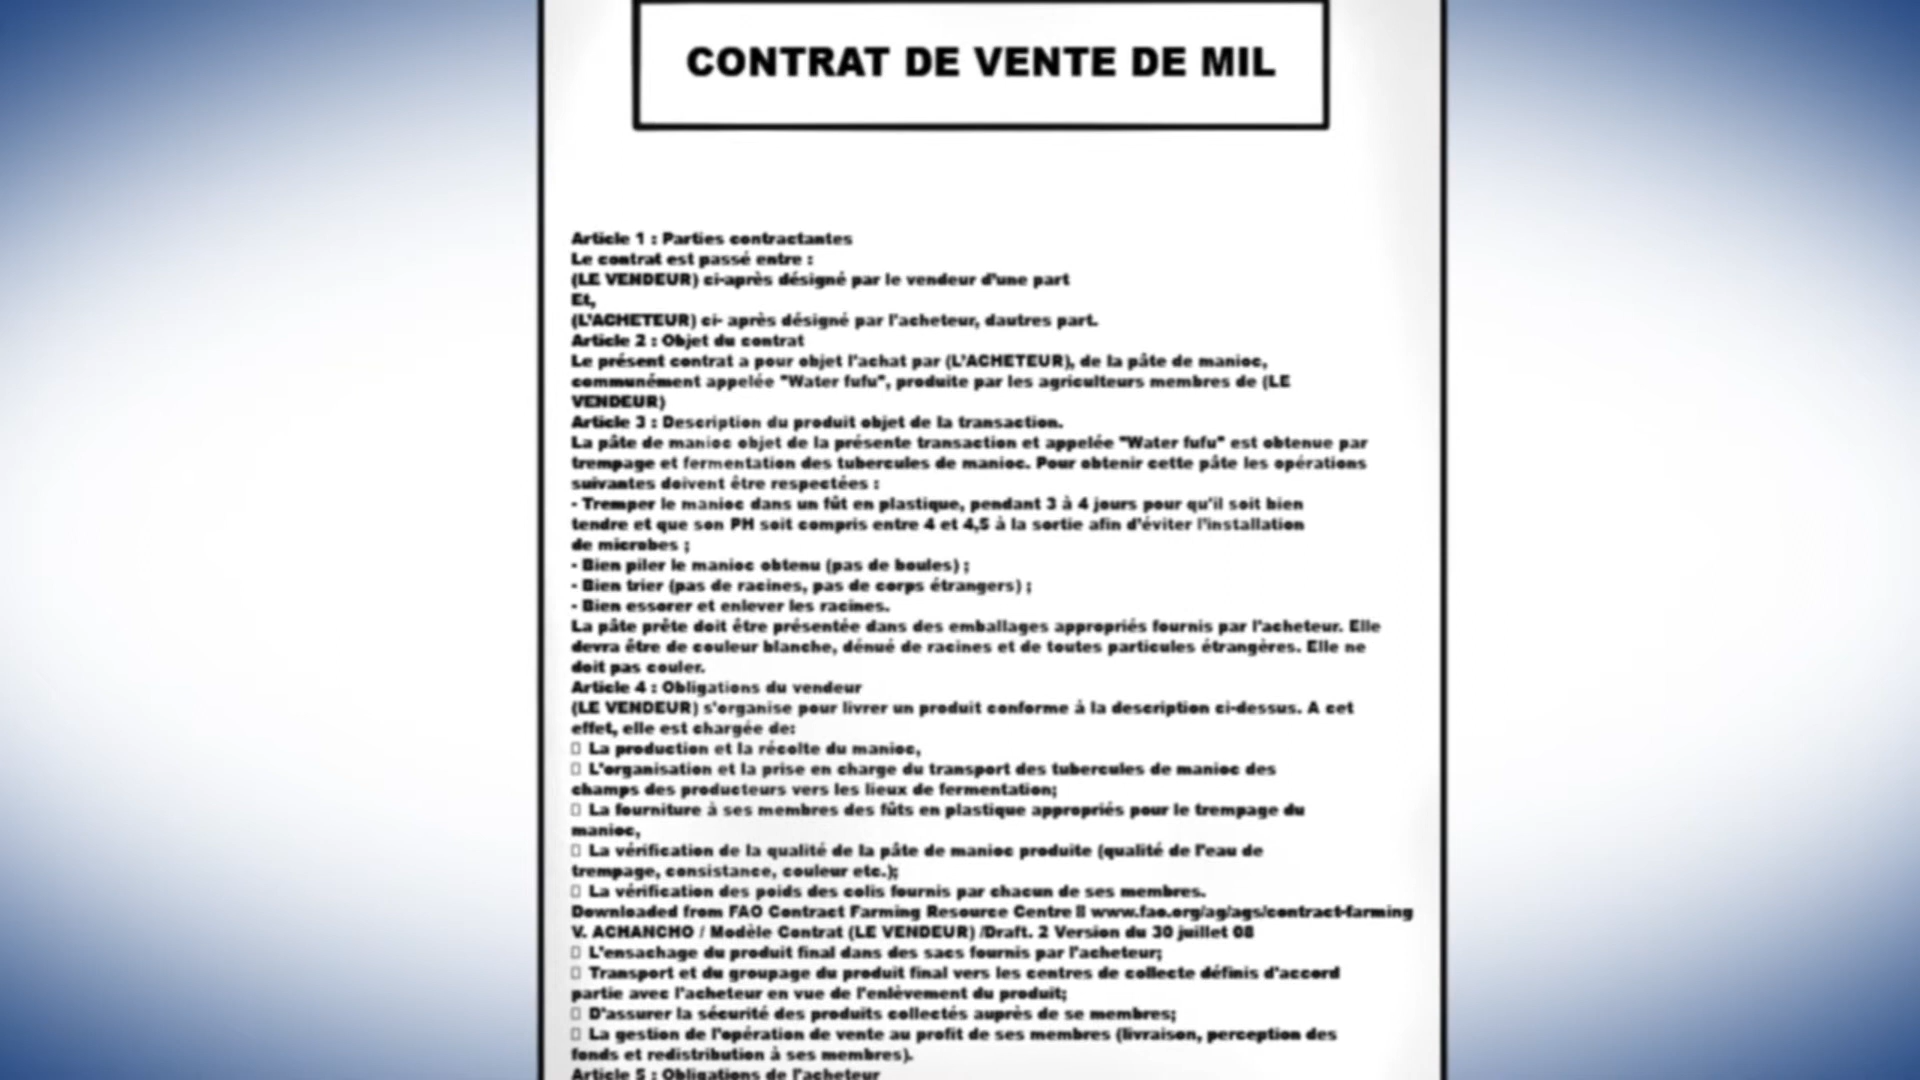 CONTRAT DE VENTE DE MIL
Article 1 : Parties contractantes
Le contrat est passé entre :
(LE VENDEUR) ci-après désigné par le vendeur d'une part
Et,
(L'ACHETEUR) ci- après désigné par l'acheteur, dautres part.
Article 2 : Objet du contrat
Le présent contrat a pour objet l'achat par (L'ACHETEUR), de la pâte de manioc,
communément appelée "Water fufu", produite par les agriculteurs membres de (LE
VENDEUR)
Article 3 : Description du produit objet de la transaction.
La pâte de manioc objet de la présente transaction et appelée "Water fufu" est obtenue par
trempage et fermentation des tubercules de manioc. Pour obtenir cette pâte les opérations
suivantes doivent être respectées :
- Tremper le manioc dans un fût en plastique, pendant 3 à 4 jours pour qu'il soit bien
tendre et que son PH soit compris entre 4 et 4,5 à la sortie afin d'éviter l'installation
de microbes ;
- Bien piler le manioc obtenu (pas de boules) ;
- Bien trier (pas de racines, pas de corps étrangers) ;
- Bien essorer et enlever les racines.
La pâte prête doit être présentée dans des emballages appropriés fournis par l'acheteur. Elle
devra être de couleur blanche, dénué de racines et de toutes particules étrangères. Elle ne
doit pas couler.
Article 4 : Obligations du vendeur
(LE VENDEUR) s'organise pour livrer un produit conforme à la description ci-dessus. A cet
effet, elle est chargée de:
▯ La production et la récolte du manioc,
▯ L'organisation et la prise en charge du transport des tubercules de manioc des
champs des producteurs vers les lieux de fermentation;
▯ La fourniture à ses membres des fûts en plastique appropriés pour le trempage du
manioc,
▯ La vérification de la qualité de la pâte de manioc produite (qualité de l'eau de
trempage, consistance, couleur etc.);
▯ La vérification des poids des colis fournis par chacun de ses membres.
Downloaded from FAO Contract Farming Resource Centre || www.fao.org/ag/ags/contract-farming
V. ACHANCHO / Modèle Contrat (LE VENDEUR) /Draft. 2 Version du 30 juillet 08
▯ L'ensachage du produit final dans des sacs fournis par l'acheteur;
▯ Transport et du groupage du produit final vers les centres de collecte définis d'accord
partie avec l'acheteur en vue de l'enlèvement du produit;
▯ D'assurer la sécurité des produits collectés auprès de se membres;
▯ La gestion de l'opération de vente au profit de ses membres (livraison, perception des
fonds et redistribution à ses membres).
Article 5 : Obligations de l'acheteur